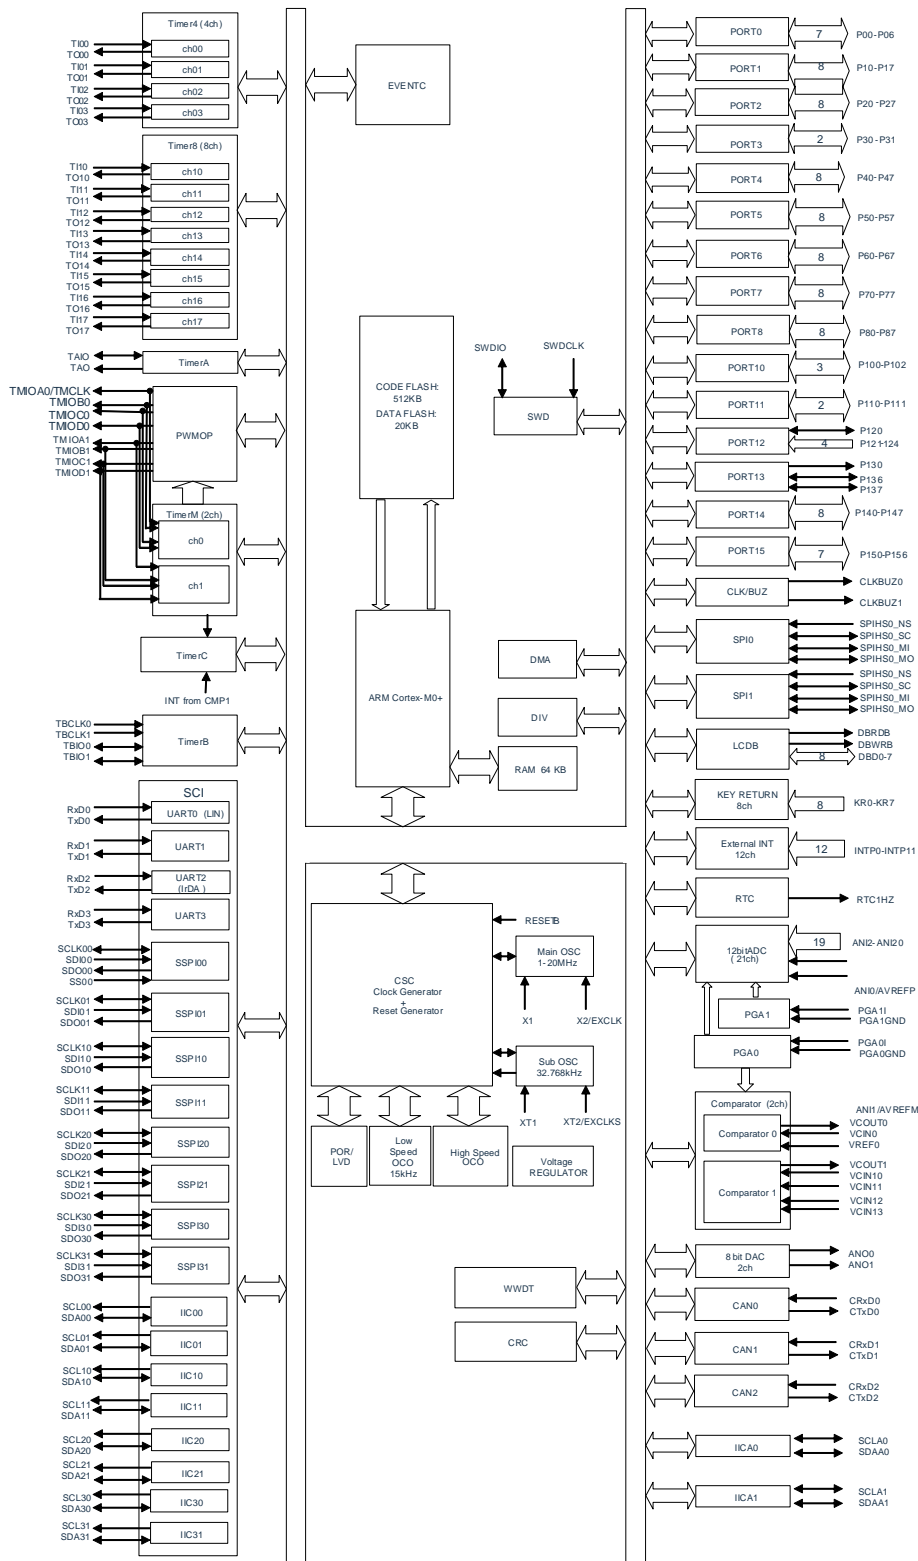 Timer4 (4ch)
TI00
TO00
ch00
TI01
TO01
ch01
TI02
TO02
ch02
TI03
TO03
ch03
Timer8 (8ch)
TI10
TO10
ch10
TI11
TO11
ch11
TI12
TO12
ch12
TI13
TO13
ch13
TI14
TO14
ch14
TI15
TO15
ch15
TI16
TO16
ch16
TI17
TO17
ch17
TAIO
TAO
TimerA
TMIOA0/TMCLK
TMIOB0
TMIOC0
TMIOD0
TMIOA1
TMIOB1
TMIOC1
TMIOD1
PWMOP
TimerM (2ch)
ch0
ch1
TimerC
INT from CMP1
TBCLK0
TBCLK1
TBIO0
TBIO1
TimerB
SCI
RxD0
TxD0
UART0 (LIN)
RxD1
TxD1
UART1
RxD2
TxD2
UART2
(IrDA)
RxD3
TxD3
UART3
SCLK00
SDI00
SDO00
SS00
SSPI00
SCLK01
SDI01
SDO01
SSPI01
SCLK10
SDI10
SDO10
SSPI10
SCLK11
SDI11
SDO11
SSPI11
SCLK20
SDI20
SDO20
SSPI20
SCLK21
SDI21
SDO21
SSPI21
SCLK30
SDI30
SDO30
SSPI30
SCLK31
SDI31
SDO31
SSPI31
SCL00
SDA00
IIC00
SCL01
SDA01
IIC01
SCL10
SDA10
IIC10
SCL11
SDA11
IIC11
SCL20
SDA20
IIC20
SCL21
SDA21
IIC21
SCL30
SDA30
IIC30
SCL31
SDA31
IIC31
EVENTC
CODE FLASH:
512KB
DATA FLASH:
20KB
SWDIO
SWDCLK
SWD
ARM Cortex-M0+
DMA
DIV
RAM 64 KB
CSC
Clock Generator
+
Reset Generator
RESETB
Main OSC
1-20MHz
X1
X2/EXCLK
Sub OSC
32.768kHz
XT1
XT2/EXCLKS
POR/
LVD
Low
Speed
OCO
15kHz
High Speed
OCO
Voltage
REGULATOR
WWDT
CRC
PORT0
7
P00-P06
PORT1
8
P10-P17
PORT2
8
P20-P27
PORT3
2
P30-P31
PORT4
8
P40-P47
PORT5
8
P50-P57
PORT6
8
P60-P67
PORT7
8
P70-P77
PORT8
8
P80-P87
PORT10
3
P100-P102
PORT11
2
P110-P111
PORT12
P120
4
P121-124
PORT13
P130
P136
P137
PORT14
8
P140-P147
PORT15
7
P150-P156
CLK/BUZ
CLKBUZ0
CLKBUZ1
SPI0
SPIHS0_NS
SPIHS0_SC
SPIHS0_MI
SPIHS0_MO
SPI1
SPIHS0_NS
SPIHS0_SC
SPIHS0_MI
SPIHS0_MO
LCDB
DBRDB
DBWRB
8
DBD0-7
KEY RETURN
8ch
8
KR0-KR7
External INT
12ch
12
INTP0-INTP11
RTC
RTC1HZ
12bitADC
(21ch)
19
ANI2-ANI20
ANI0/AVREFP
PGA1
PGA1I
PGA1GND
PGA0
PGA0I
PGA0GND
Comparator (2ch)
ANI1/AVREFM
Comparator 0
VCOUT0
VCIN0
VREF0
Comparator 1
VCOUT1
VCIN10
VCIN11
VCIN12
VCIN13
8 bit DAC
2ch
ANO0
ANO1
CAN0
CRxD0
CTxD0
CAN1
CRxD1
CTxD1
CAN2
CRxD2
CTxD2
IICA0
SCLA0
SDAA0
IICA1
SCLA1
SDAA1